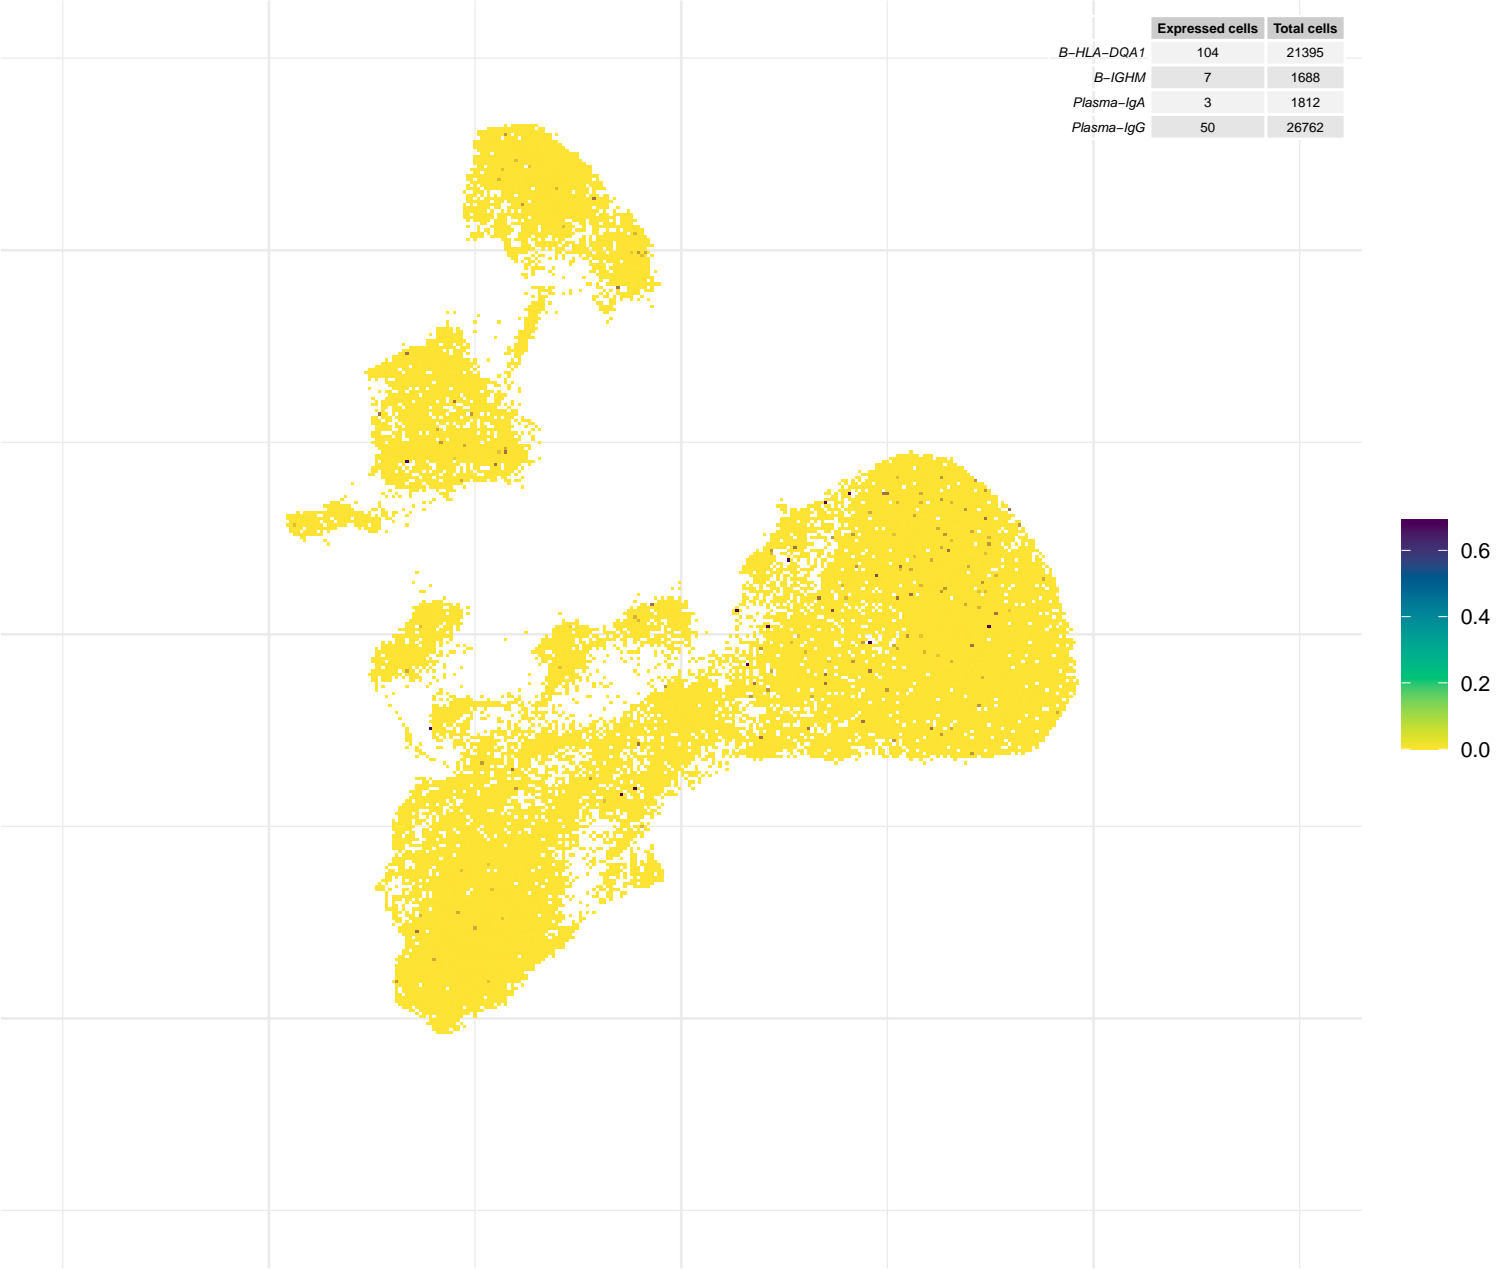 Expressed cells Total cells
B−HLA−DQA1 104 21395
B−IGHM 7 1688
Plasma−IgA 3 1812
Plasma−IgG 50 26762
0.6
0.4
0.2
0.0